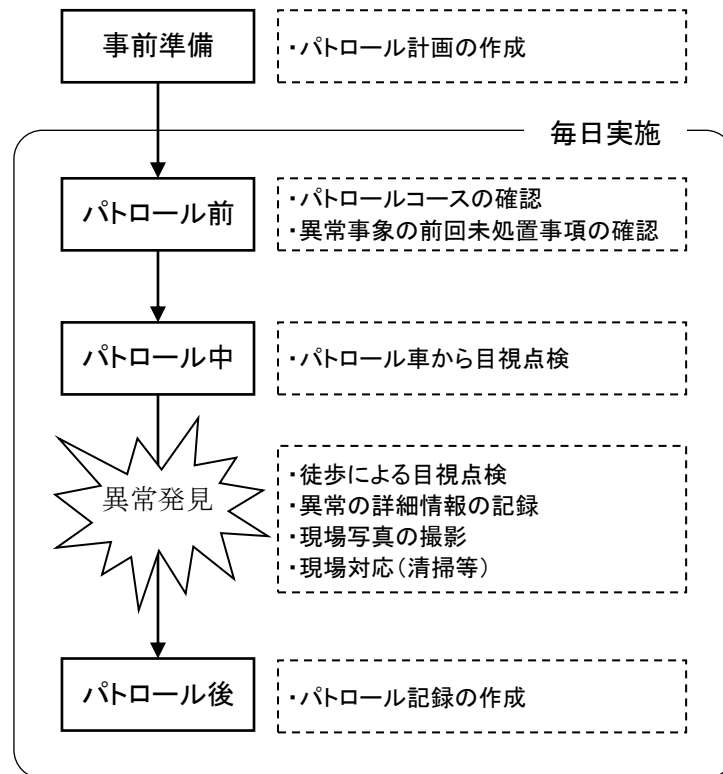 事前準備
・パトロール計画の作成
毎日実施
パトロール前
・パトロールコースの確認
・異常事象の前回未処置事項の確認
パトロール中
・パトロール車から目視点検
異常発見
・徒歩による目視点検
・異常の詳細情報の記録
・現場写真の撮影
・現場対応(清掃等)
パトロール後
・パトロール記録の作成